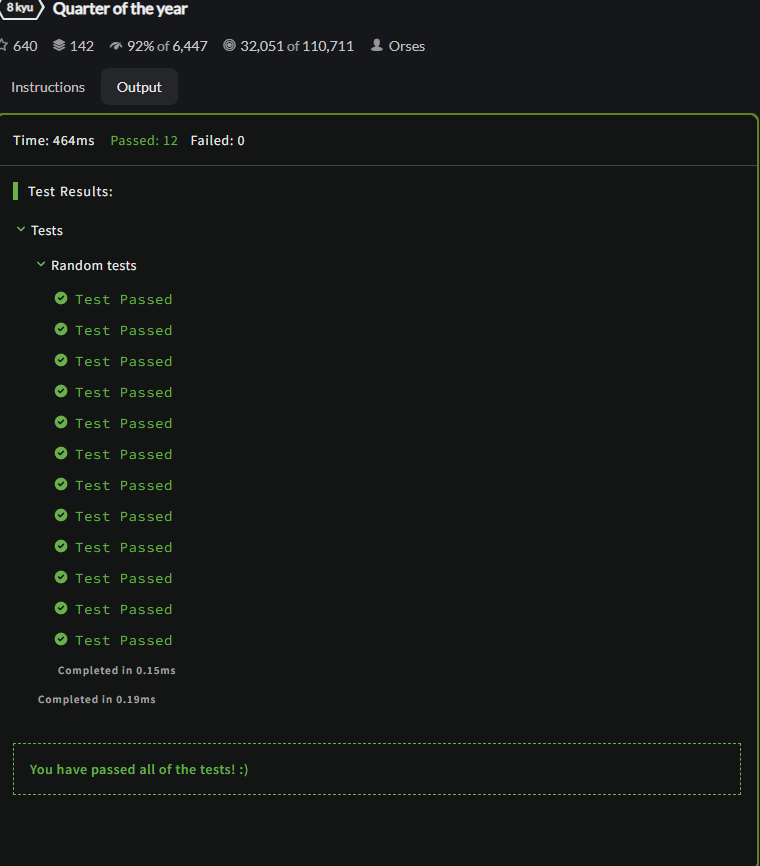 8 kyu Quarter of the year
640 142 92% of 6,447 32,051 of 110,711 Orses
Instructions Output
Time: 464ms Passed: 12 Failed: 0
Test Results:
Tests
Random tests
Test Passed
Test Passed
Test Passed
Test Passed
Test Passed
Test Passed
Test Passed
Test Passed
Test Passed
Test Passed
Test Passed
Test Passed
Completed in 0.15ms
Completed in 0.19ms
You have passed all of the tests! :)